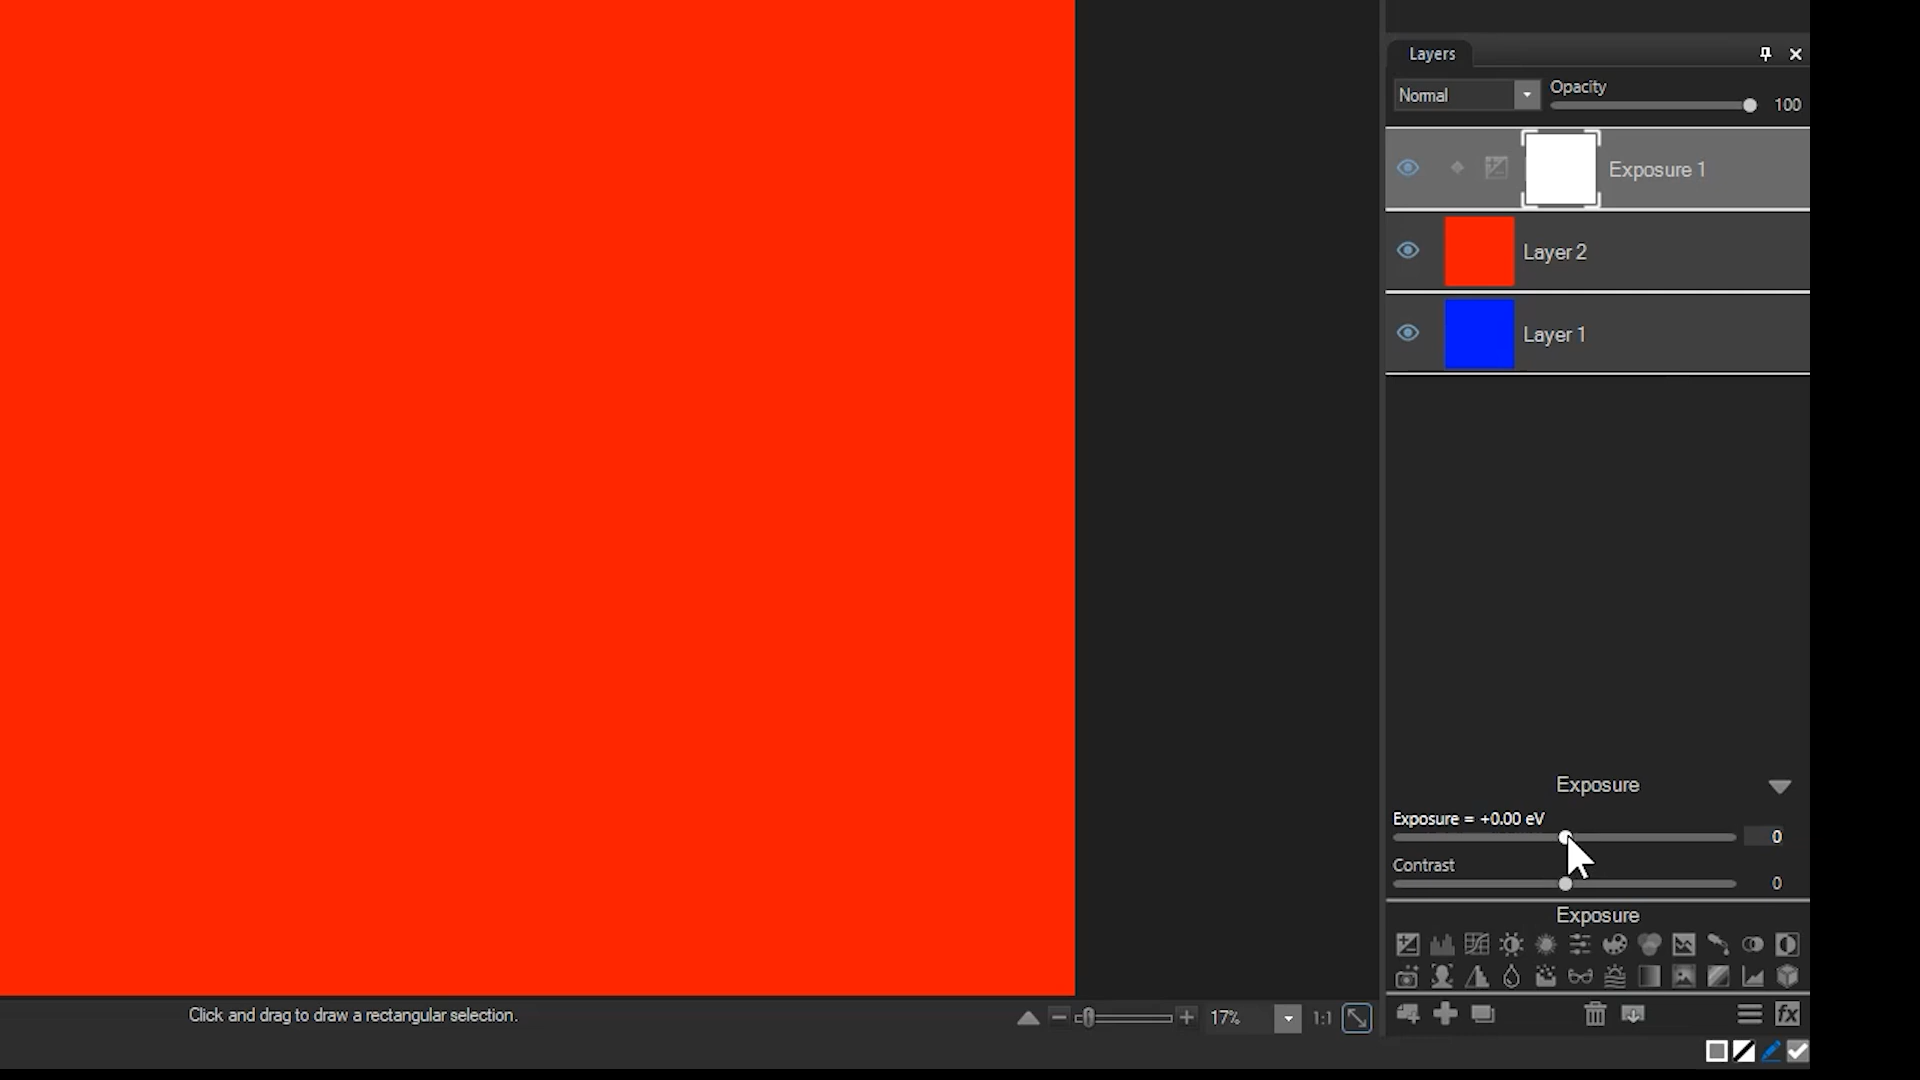 Layers
Normal
Opacity
100
Exposure 1
Layer 2
Layer 1
Exposure
Exposure = +0.00 eV
0
Contrast
0
Exposure
fx
Click and drag to draw a rectangular selection.
17%
1:1